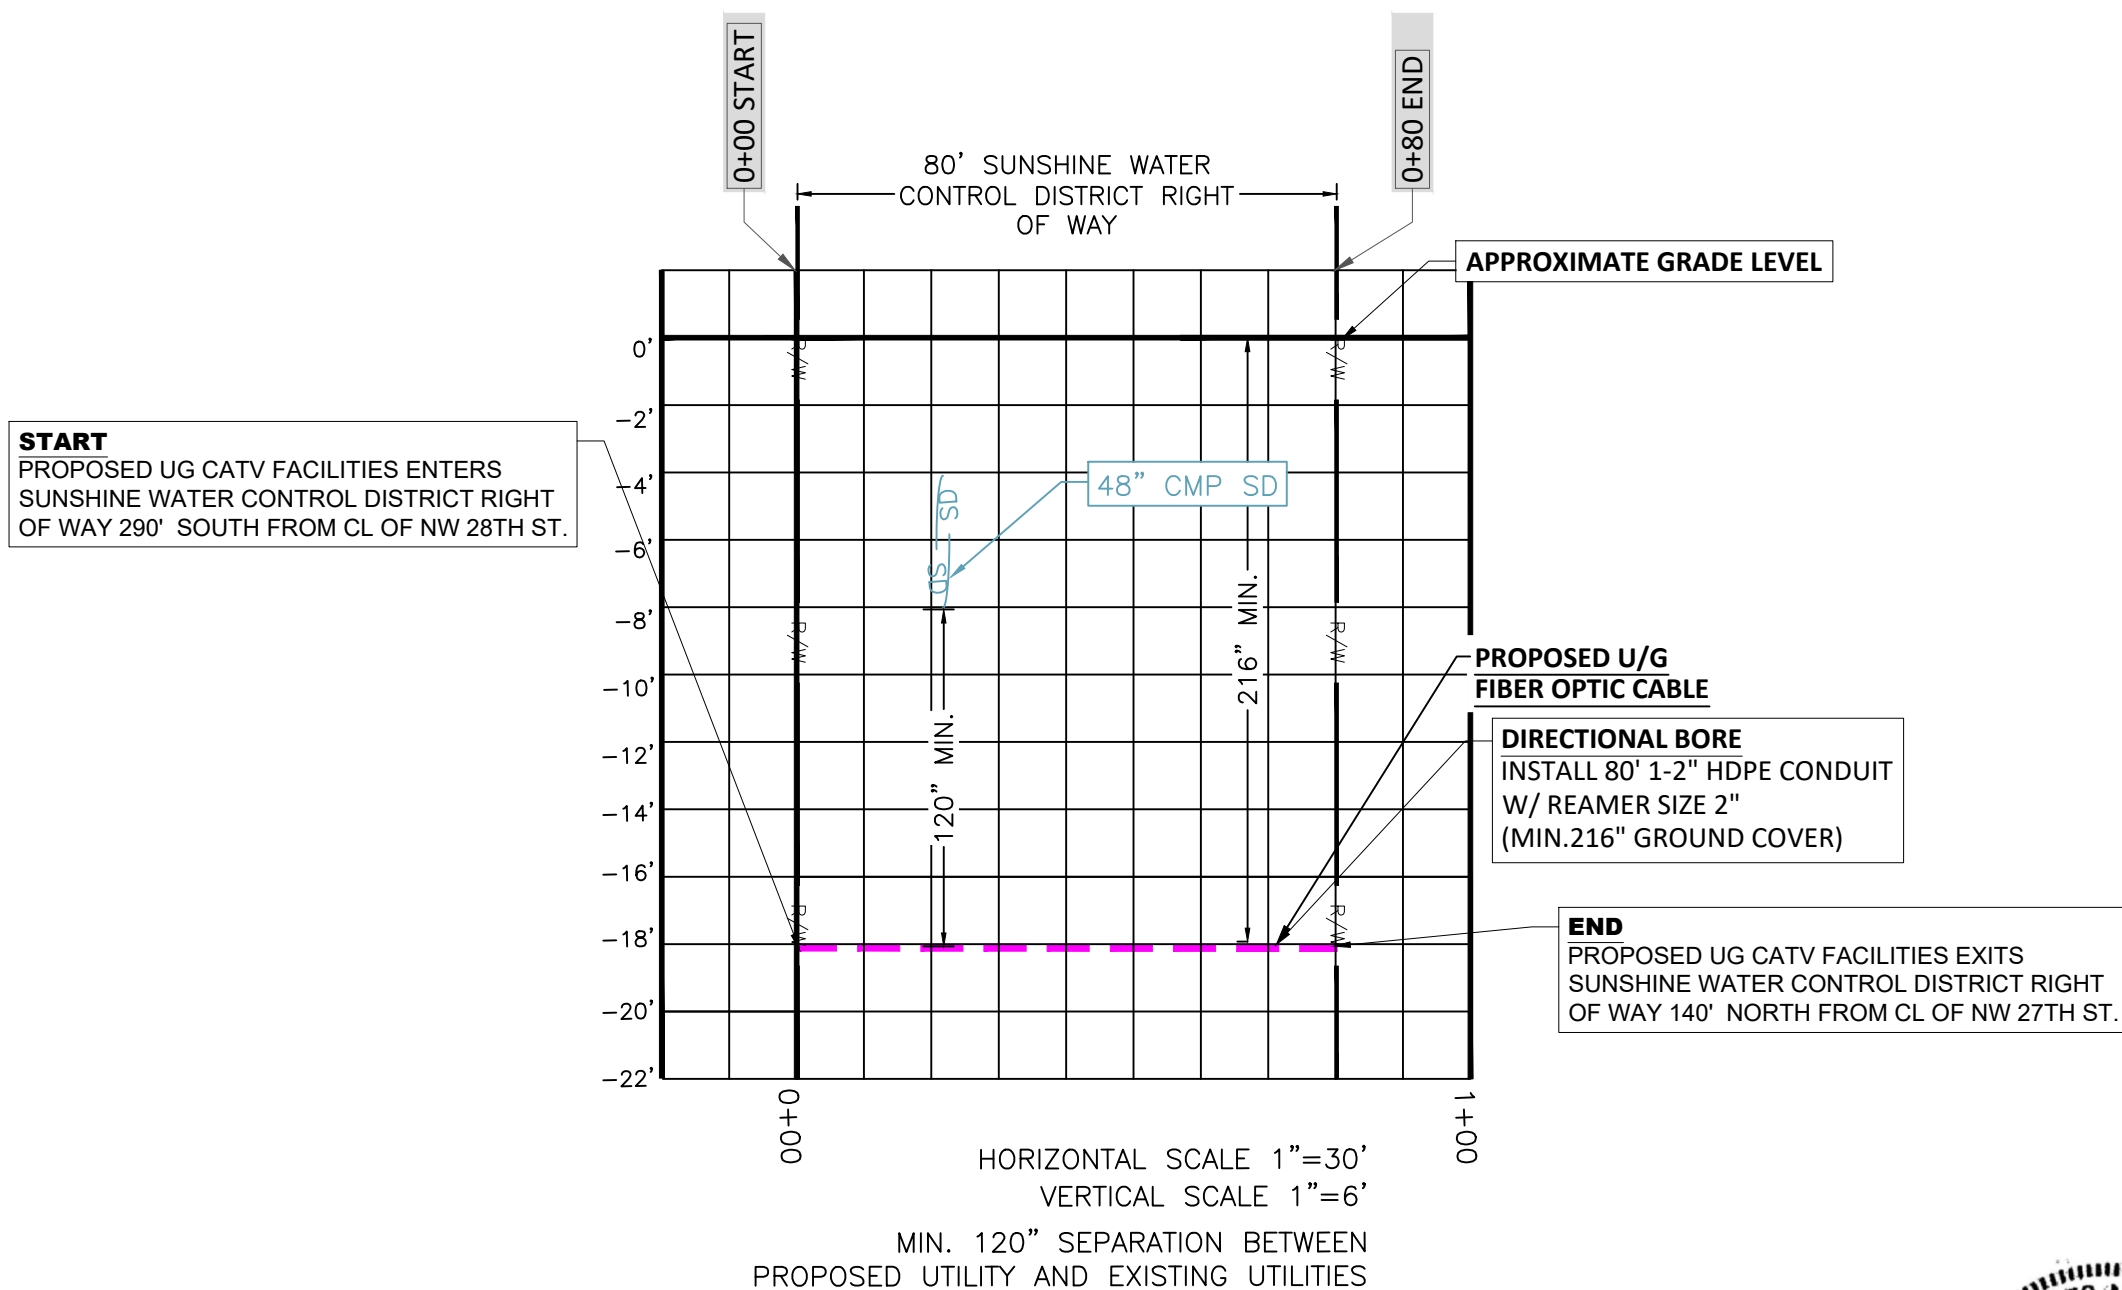 0+00 START
0+80 END
80' SUNSHINE WATER
CONTROL DISTRICT RIGHT
OF WAY
APPROXIMATE GRADE LEVEL
0'
-2'
-4'
-6'
-8'
-10'
-12'
-14'
-16'
-18'
-20'
-22'
R/W
R/W
R/W
R/W
R/W
R/W
START
PROPOSED UG CATV FACILITIES ENTERS
SUNSHINE WATER CONTROL DISTRICT RIGHT
OF WAY 290' SOUTH FROM CL OF NW 28TH ST.
48" CMP SD
SD
SD
216" MIN.
120" MIN.
PROPOSED U/G
FIBER OPTIC CABLE
DIRECTIONAL BORE
INSTALL 80' 1-2" HDPE CONDUIT
W/ REAMER SIZE 2"
(MIN.216" GROUND COVER)
END
PROPOSED UG CATV FACILITIES EXITS
SUNSHINE WATER CONTROL DISTRICT RIGHT
OF WAY 140' NORTH FROM CL OF NW 27TH ST.
0+00
1+00
HORIZONTAL SCALE 1"=30'
VERTICAL SCALE 1"=6'
MIN. 120" SEPARATION BETWEEN
PROPOSED UTILITY AND EXISTING UTILITIES